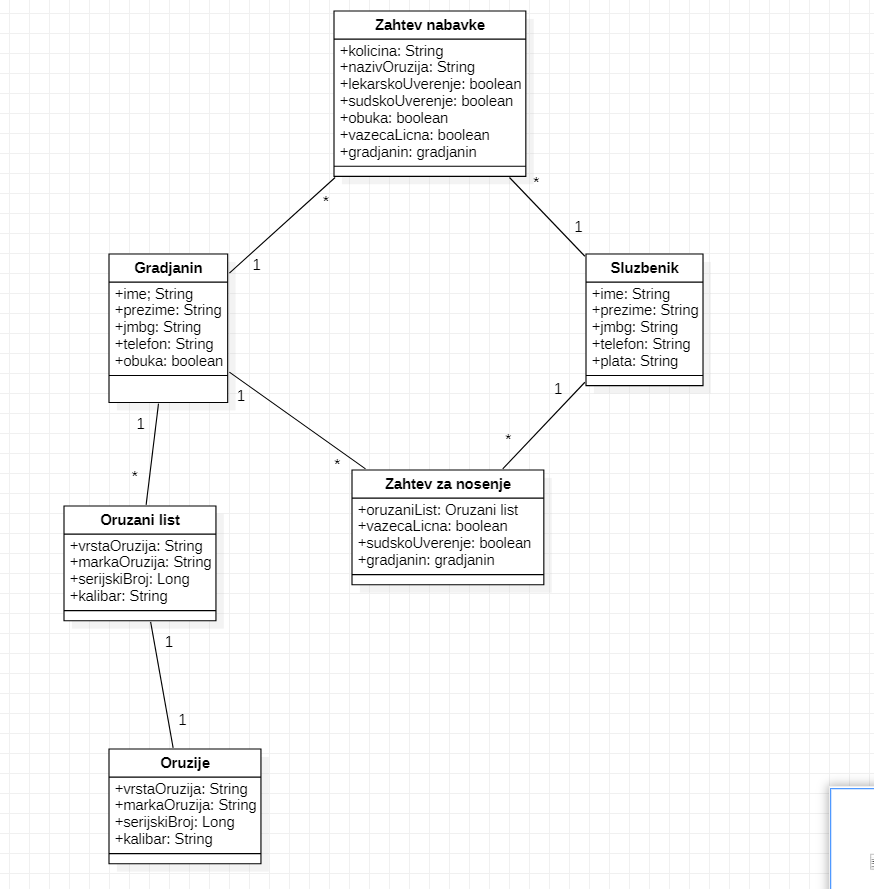 Zahtev nabavke
+kolicina: String
+nazivOruzija: String
+lekarskoUverenje: boolean
+sudskoUverenje: boolean
+obuka: boolean
+vazecaLicna: boolean
+gradjanin: gradjanin
*
*
1
1
Gradjanin
+ime; String
+prezime: String
+jmbg: String
+telefon: String
+obuka: boolean
Sluzbenik
+ime: String
+prezime: String
+jmbg: String
+telefon: String
+plata: String
1
1
1
*
*
*
Zahtev za nosenje
+oruzaniList: Oruzani list
+vazecaLicna: boolean
+sudskoUverenje: boolean
+gradjanin: gradjanin
Oruzani list
+vrstaOruzija: String
+markaOruzija: String
+serijskiBroj: Long
+kalibar: String
1
1
Oruzije
+vrstaOruzija: String
+markaOruzija: String
+serijskiBroj: Long
+kalibar: String